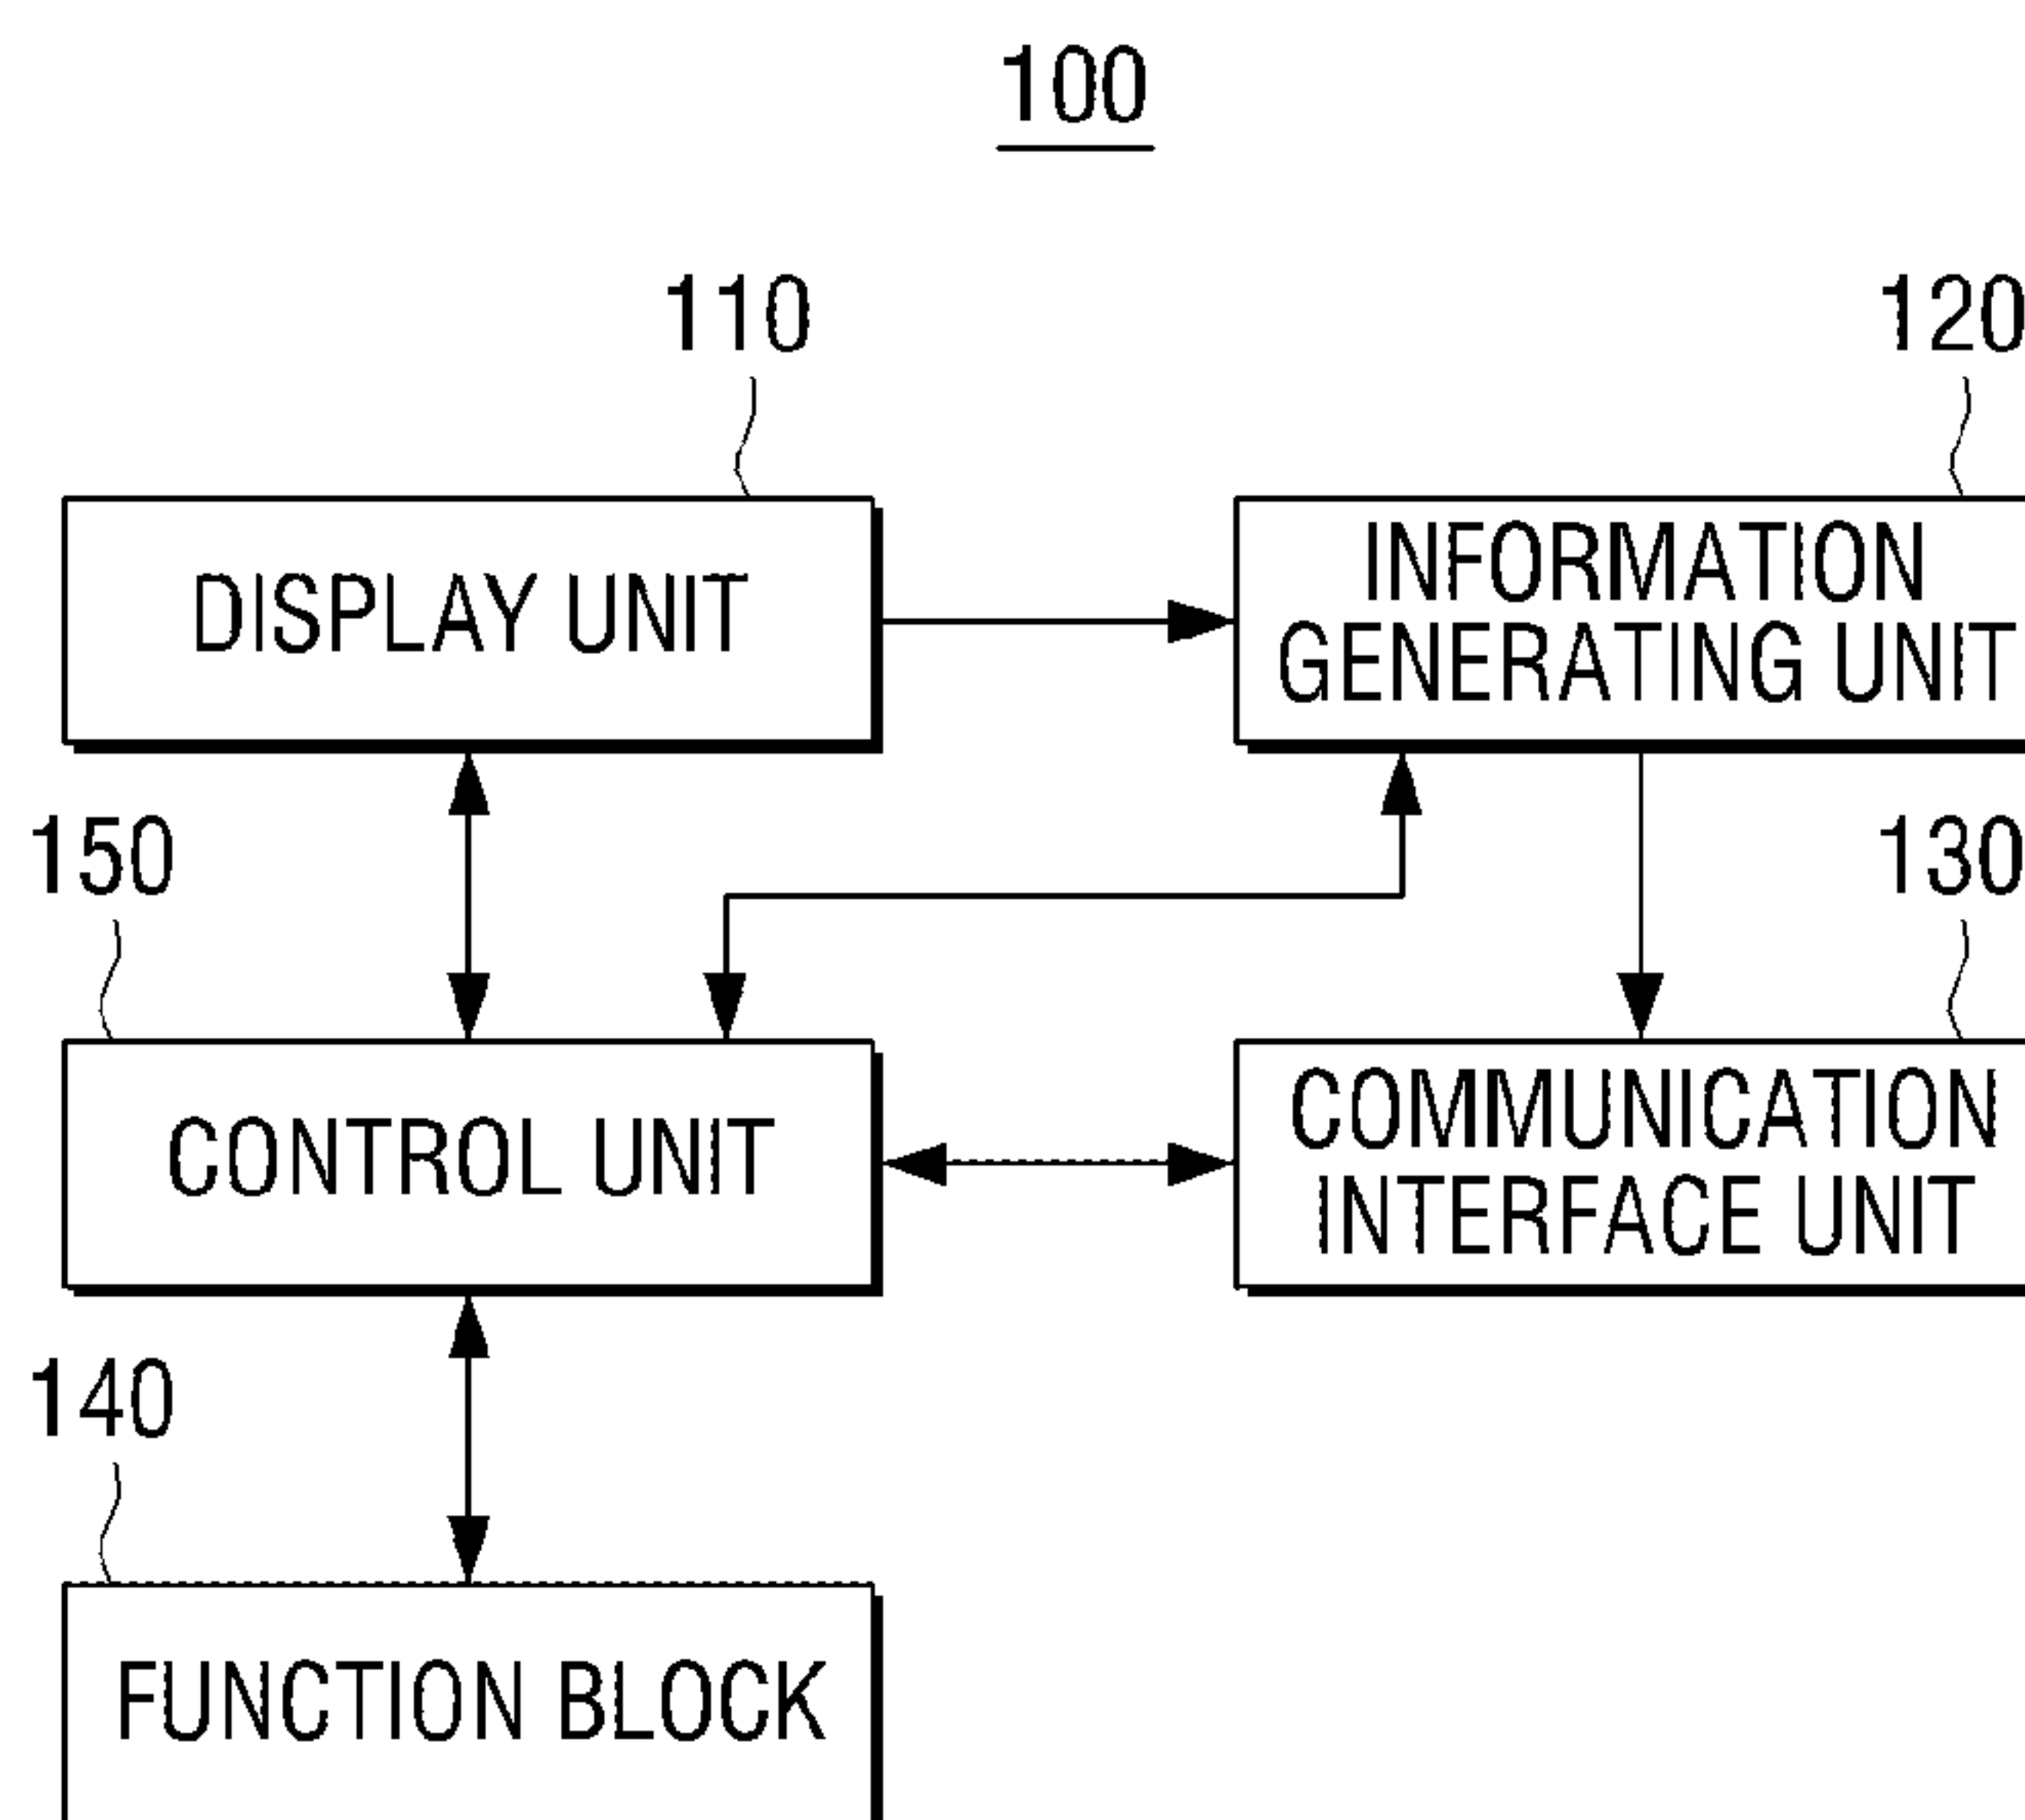 100
110
120
DISPLAY UNIT
INFORMATION
GENERATING UNIT
150
130
CONTROL UNIT
COMMUNICATION
INTERFACE UNIT
140
FUNCTION BLOCK